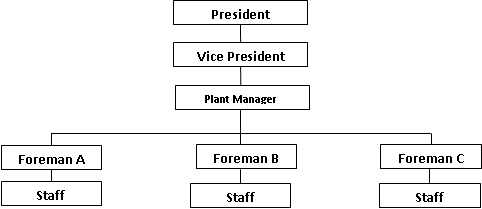 President
Vice President
Plant Manager
Foreman A
Foreman B
Foreman C
Staff
Staff
Staff